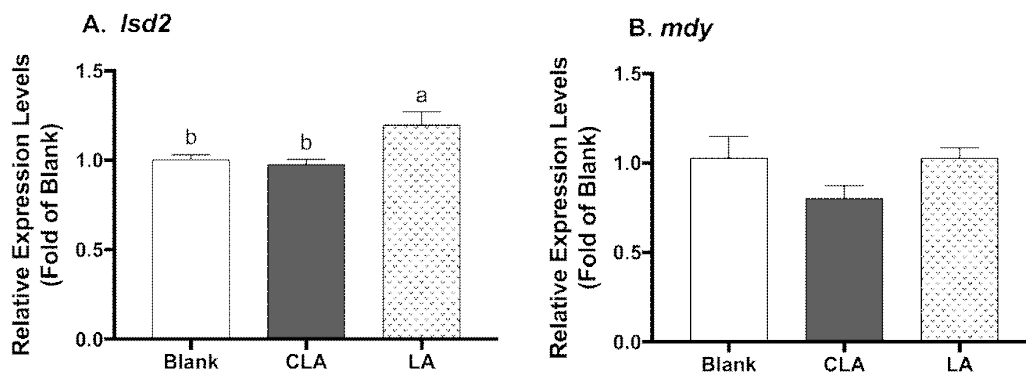 A. lsd2
Relative Expression Levels
(Fold of Blank)
1.5
1.0
0.5
0.0
b
b
a
Blank CLA LA
B. mdy
Relative Expression Levels
(Fold of Blank)
1.5
1.0
0.5
0.0
Blank CLA LA